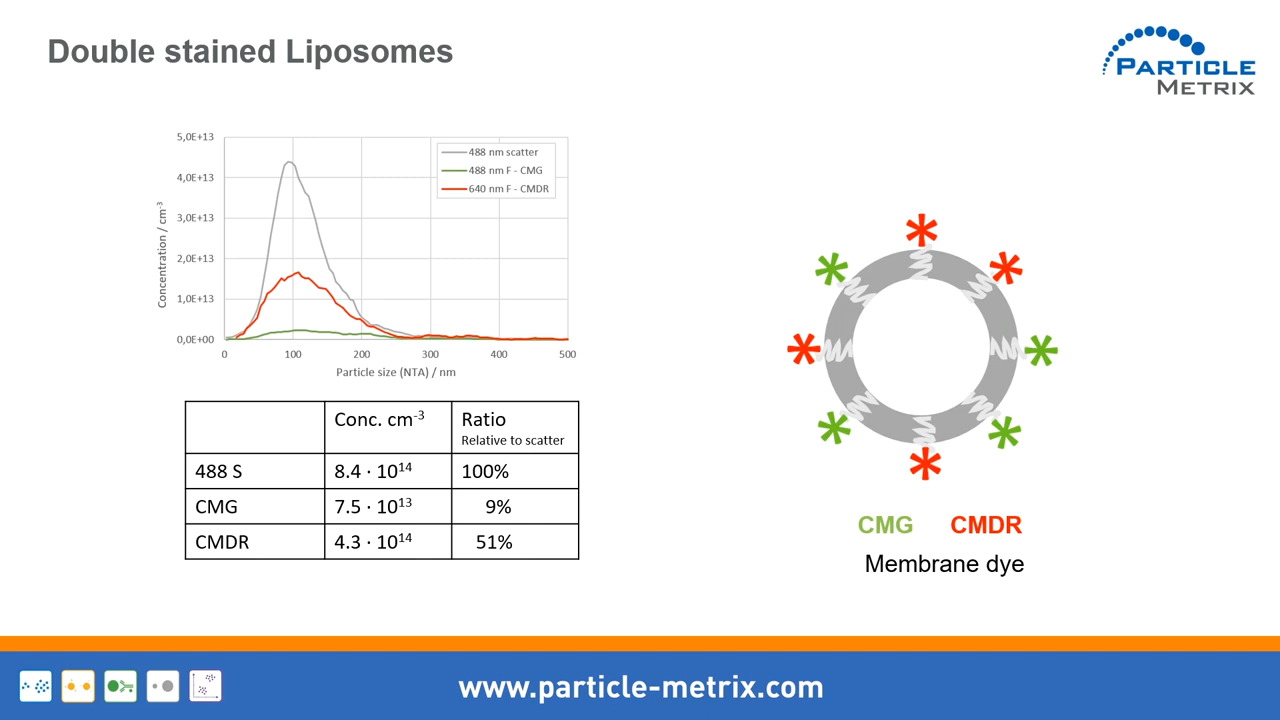 Double stained Liposomes
PARTICLE
METRIX
5,0E+13
4,0E+13
3,0E+13
2,0E+13
1,0E+13
0,0E+00
Concentration / cm-3
488 nm scatter
488 nm F - CMG
640 nm F - CMDR
0 100 200 300 400 500
Particle size (NTA) / nm
Conc. cm-3 Ratio
Relative to scatter
488 S 8.4 · 10^14 100%
CMG 7.5 · 10^13 9%
CMDR 4.3 · 10^14 51%
CMG CMDR
Membrane dye
www.particle-metrix.com